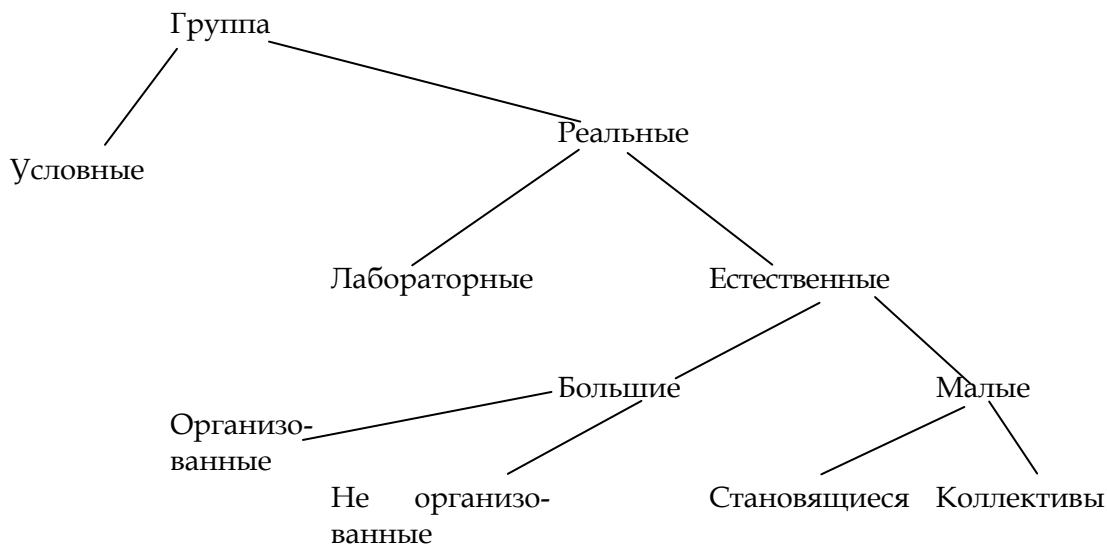 Группа
Реальные
Условные
Лабораторные
Естественные
Большие
Малые
Организо-
ванные
Не организо-
ванные
Становящиеся
Коллективы